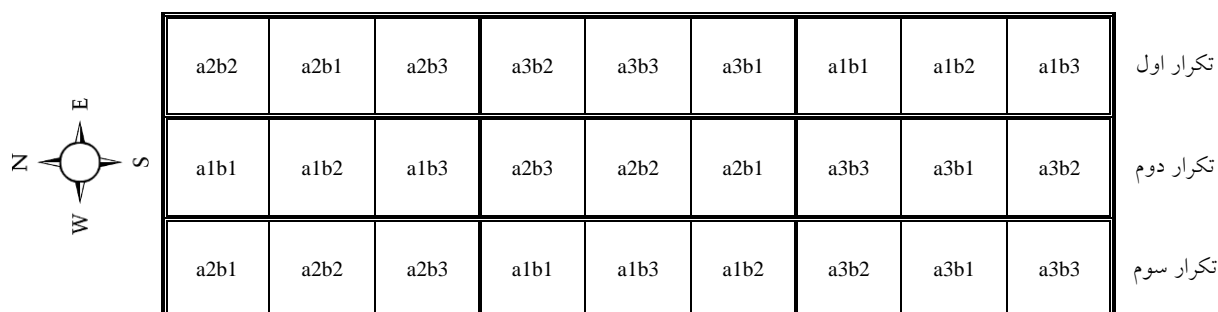 a2b2 a2b1 a2b3 a3b2 a3b3 a3b1 a1b1 a1b2 a1b3 تکرار اول
E
N S
W
a1b1 a1b2 a1b3 a2b3 a2b2 a2b1 a3b3 a3b1 a3b2 تکرار دوم
a2b1 a2b2 a2b3 a1b1 a1b3 a1b2 a3b2 a3b1 a3b3 تکرار سوم